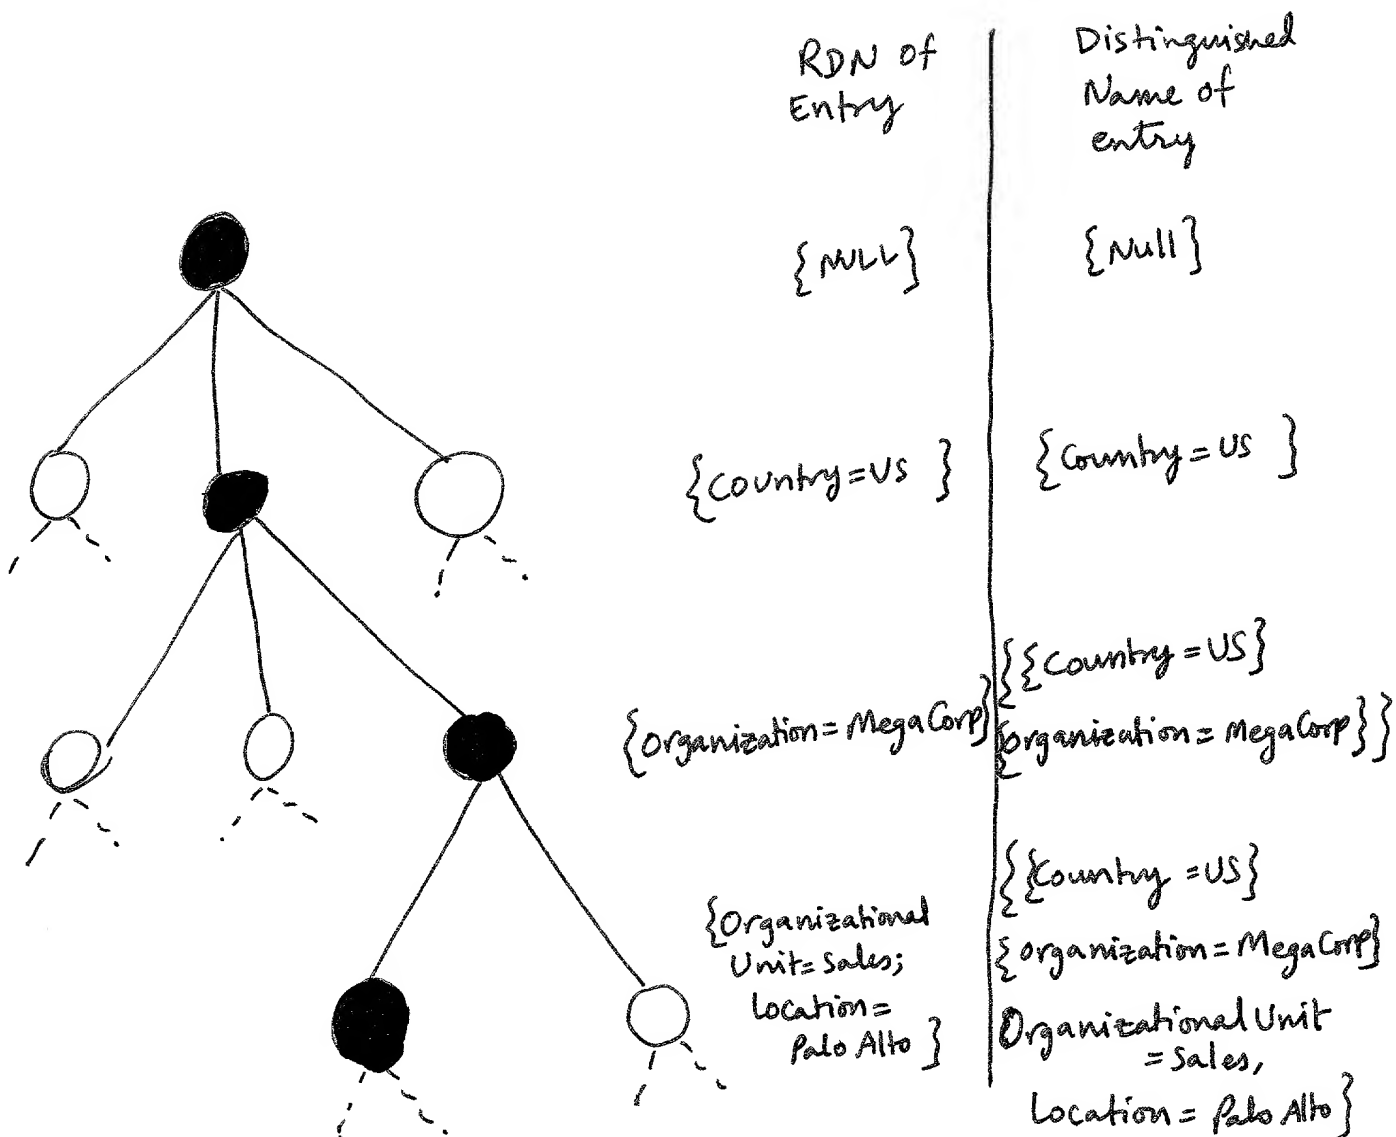 RDN of
Entry
Distinguished
Name of
entry
{NULL}
{Null}
{Country=US }
{Country=US }
{Organization=MegaCorp}
{{Country=US}
{Organization=MegaCorp}}
{Organizational
Unit=Sales;
Location=
Palo Alto }
{{Country =US}
{organization=MegaCorp}
Organizational Unit
=Sales,
Location=Palo Alto}